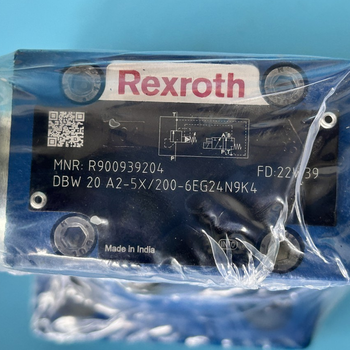 Rexroth
MNR: R900939204
FD:22W39
DBW 20 A2-5X/200-6EG24N9K4
Made in India